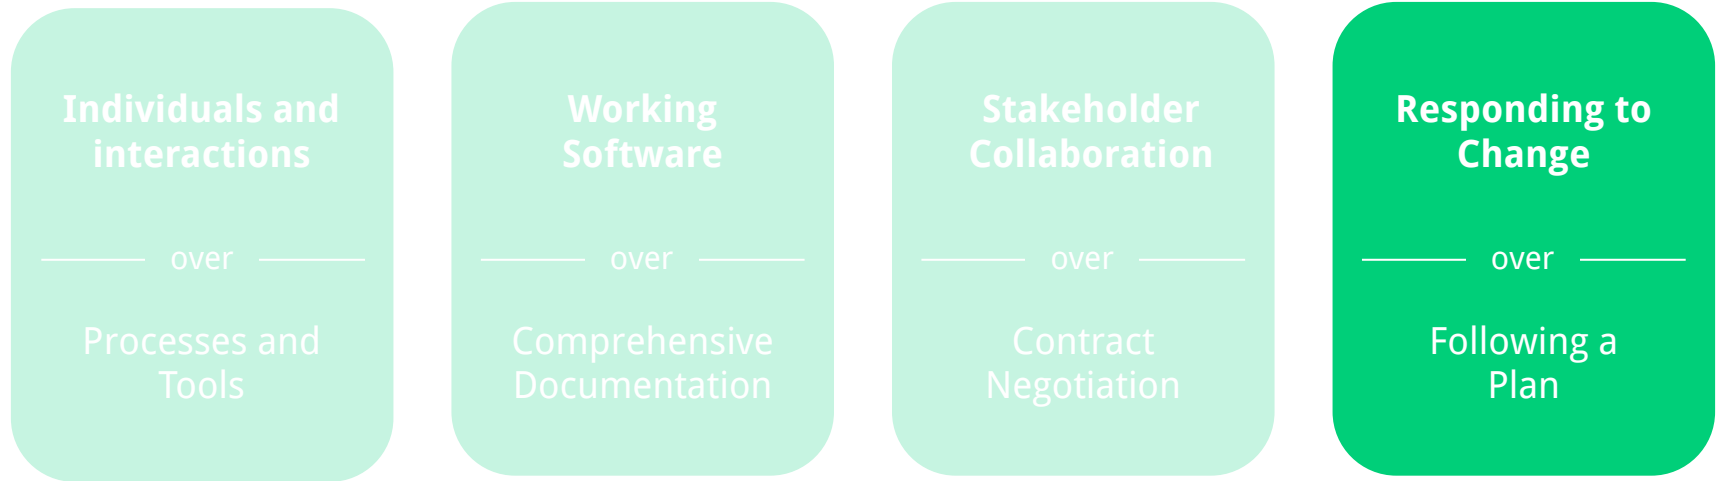 Individuals and
interactions
over
Processes and
Tools
Working
Software
over
Comprehensive
Documentation
Stakeholder
Collaboration
over
Contract
Negotiation
Responding to
Change
over
Following a
Plan